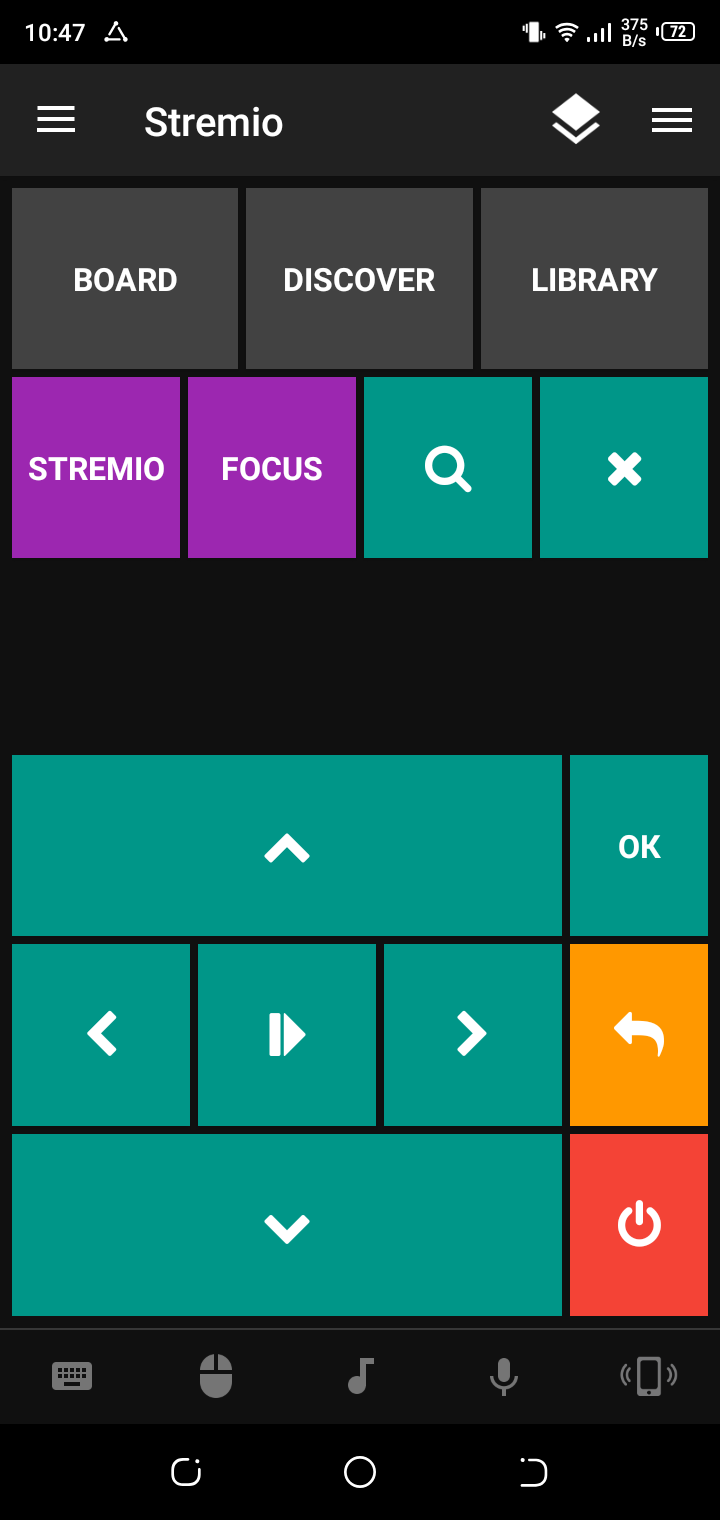 10:47
375
B/s
72
Stremio
BOARD
DISCOVER
LIBRARY
STREMIO
FOCUS
OK